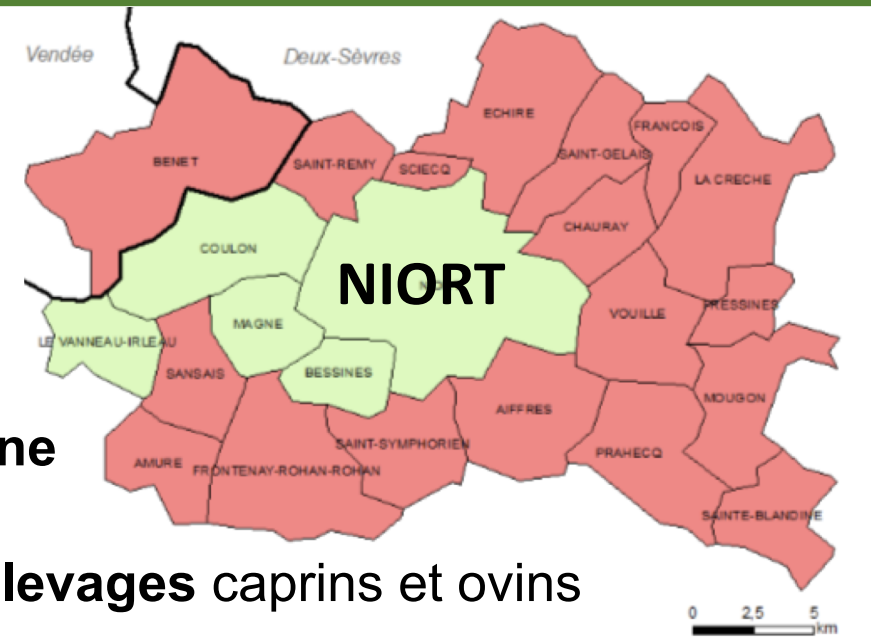 Vendée
Deux-Sèvres
ECHIRE
FRANCOIS
SAINT-GELAIS
BENET
SAINT-REMY
SCIECQ
LA CRECHE
CHAURAY
COULON
NIORT
PRESSINES
VOUILLE
MAGNE
LE VANNEAU-IRLEAU
SANSAIS
BESSINES
MOUGON
AIFFRES
SAINT-SYMPHORIEN
ne
PRAHECQ
AMURE
FRONTENAY-ROHAN-ROHAN
SAINTE-BLANDINE
levages caprins et ovins
0 2,5 5
km